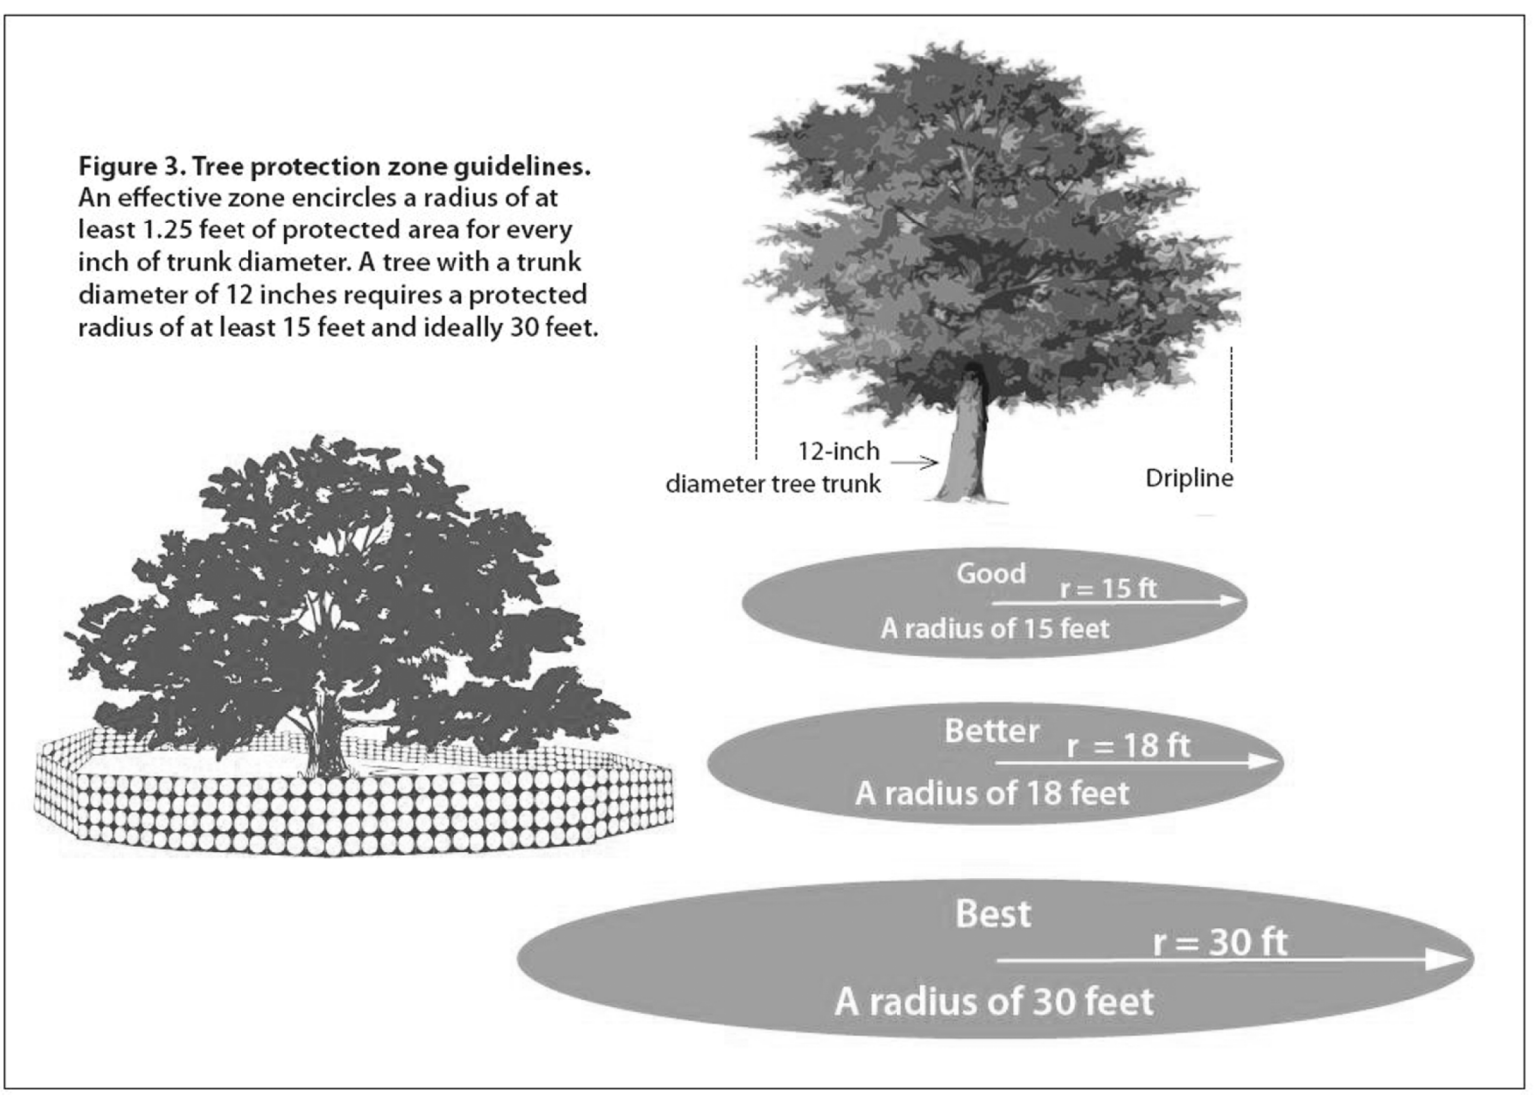 Figure 3. Tree protection zone guidelines.
An effective zone encircles a radius of at
least 1.25 feet of protected area for every
inch of trunk diameter. A tree with a trunk
diameter of 12 inches requires a protected
radius of at least 15 feet and ideally 30 feet.
12-inch
diameter tree trunk
Dripline
Good
r = 15 ft
A radius of 15 feet
Better
r = 18 ft
A radius of 18 feet
Best
r = 30 ft
A radius of 30 feet